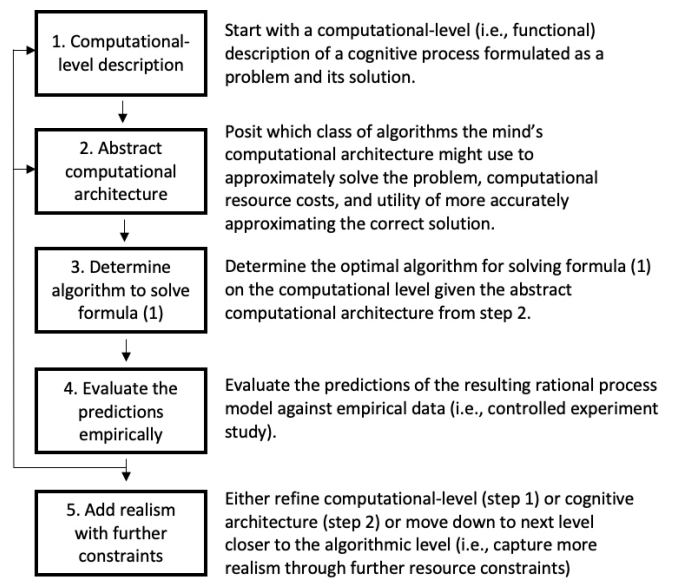 1. Computational-
level description
Start with a computational-level (i.e., functional)
description of a cognitive process formulated as a
problem and its solution.
2. Abstract
computational
architecture
Posit which class of algorithms the mind's
computational architecture might use to
approximately solve the problem, computational
resource costs, and utility of more accurately
approximating the correct solution.
3. Determine
algorithm to solve
formula (1)
Determine the optimal algorithm for solving formula (1)
on the computational level given the abstract
computational architecture from step 2.
4. Evaluate the
predictions
empirically
Evaluate the predictions of the resulting rational process
model against empirical data (i.e., controlled experiment
study).
5. Add realism
with further
constraints
Either refine computational-level (step 1) or cognitive
architecture (step 2) or move down to next level
closer to the algorithmic level (i.e., capture more
realism through further resource constraints)